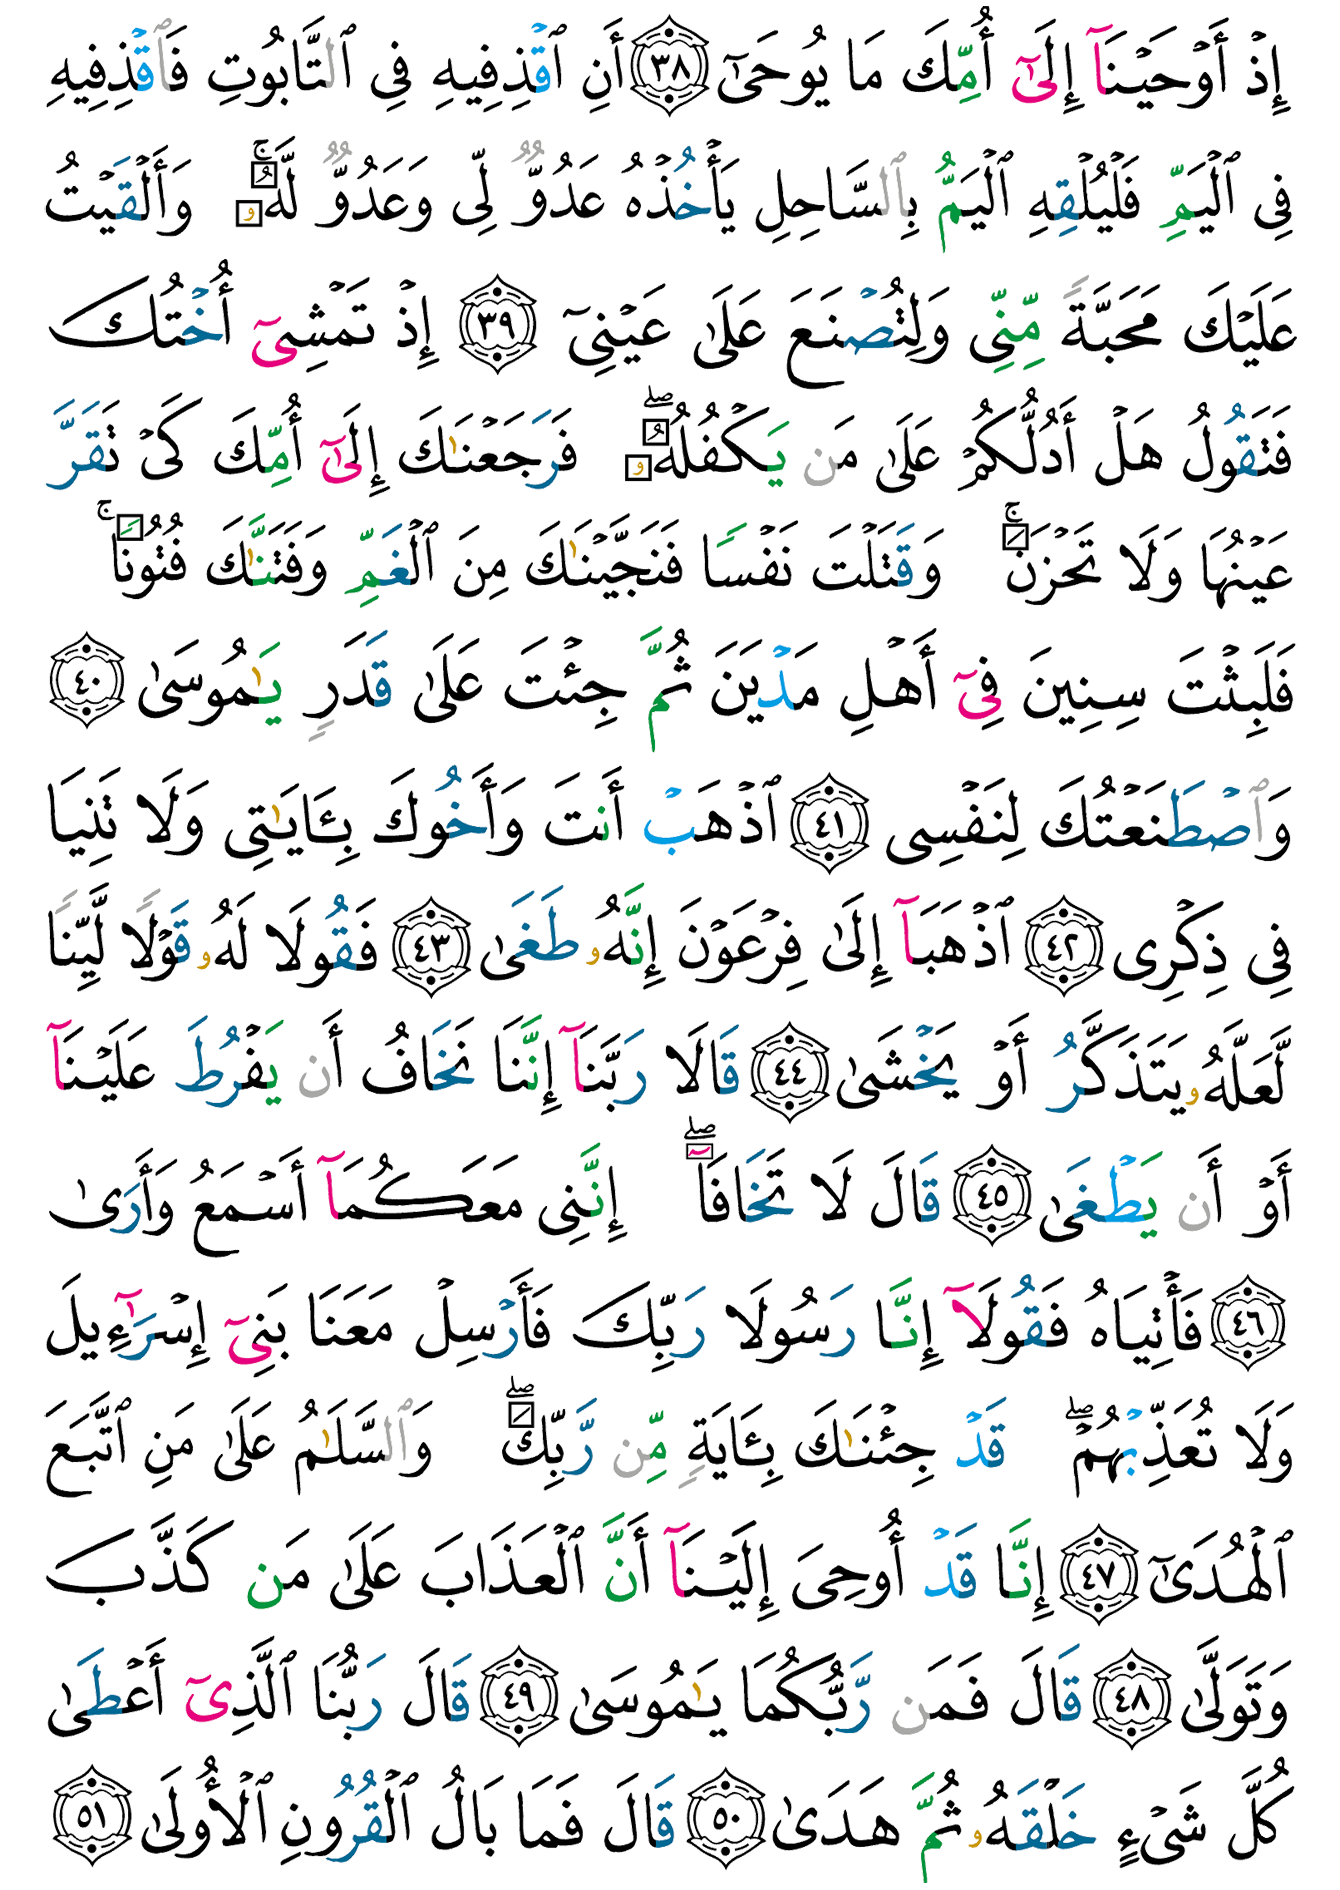 إِذْ أَوْحَيْنَآ إِلَىٰٓ أُمِّكَ مَا يُوحَىٰٓ ٣٨ أَنِ ٱقْذِفِيهِ فِى ٱلتَّابُوتِ فَٱقْذِفِيهِ
فِى ٱلْيَمِّ فَلْيُلْقِهِ ٱلْيَمُّ بِٱلسَّاحِلِ يَأْخُذْهُ عَدُوٌّ لِّى وَعَدُوٌّ لَّهُۥ ۚ وَأَلْقَيْتُ
عَلَيْكَ مَحَبَّةً مِّنِّى وَلِتُصْنَعَ عَلَىٰ عَيْنِىٓ ٣٩ إِذْ تَمْشِىٓ أُخْتُكَ
فَتَقُولُ هَلْ أَدُلُّكُمْ عَلَىٰ مَن يَكْفُلُهُۥ ۖ فَرَجَعْنَٰكَ إِلَىٰٓ أُمِّكَ كَىْ تَقَرَّ
عَيْنُهَا وَلَا تَحْزَنَ ۚ وَقَتَلْتَ نَفْسًا فَنَجَّيْنَٰكَ مِنَ ٱلْغَمِّ وَفَتَنَّٰكَ فُتُونًا ۚ
فَلَبِثْتَ سِنِينَ فِىٓ أَهْلِ مَدْيَنَ ثُمَّ جِئْتَ عَلَىٰ قَدَرٍ يَٰمُوسَىٰ ٤٠
وَٱصْطَنَعْتُكَ لِنَفْسِى ٤١ ٱذْهَبْ أَنتَ وَأَخُوكَ بِـَٔايَٰتِى وَلَا تَنِيَا
فِى ذِكْرِى ٤٢ ٱذْهَبَآ إِلَىٰ فِرْعَوْنَ إِنَّهُۥ طَغَىٰ ٤٣ فَقُولَا لَهُۥ قَوْلًا لَّيِّنًا
لَّعَلَّهُۥ يَتَذَكَّرُ أَوْ يَخْشَىٰ ٤٤ قَالَا رَبَّنَآ إِنَّنَا نَخَافُ أَن يَفْرُطَ عَلَيْنَآ
أَوْ أَن يَطْغَىٰ ٤٥ قَالَ لَا تَخَافَآ ۖ إِنَّنِى مَعَكُمَآ أَسْمَعُ وَأَرَىٰ
٤٦ فَأْتِيَاهُ فَقُولَآ إِنَّا رَسُولَا رَبِّكَ فَأَرْسِلْ مَعَنَا بَنِىٓ إِسْرَٰٓءِيلَ
وَلَا تُعَذِّبْهُمْ ۖ قَدْ جِئْنَٰكَ بِـَٔايَةٍ مِّن رَّبِّكَ ۖ وَٱلسَّلَٰمُ عَلَىٰ مَنِ ٱتَّبَعَ
ٱلْهُدَىٰٓ ٤٧ إِنَّا قَدْ أُوحِىَ إِلَيْنَآ أَنَّ ٱلْعَذَابَ عَلَىٰ مَن كَذَّبَ
وَتَوَلَّىٰ ٤٨ قَالَ فَمَن رَّبُّكُمَا يَٰمُوسَىٰ ٤٩ قَالَ رَبُّنَا ٱلَّذِىٓ أَعْطَىٰ
كُلَّ شَىْءٍ خَلْقَهُۥ ثُمَّ هَدَىٰ ٥٠ قَالَ فَمَا بَالُ ٱلْقُرُونِ ٱلْأُولَىٰ ٥١